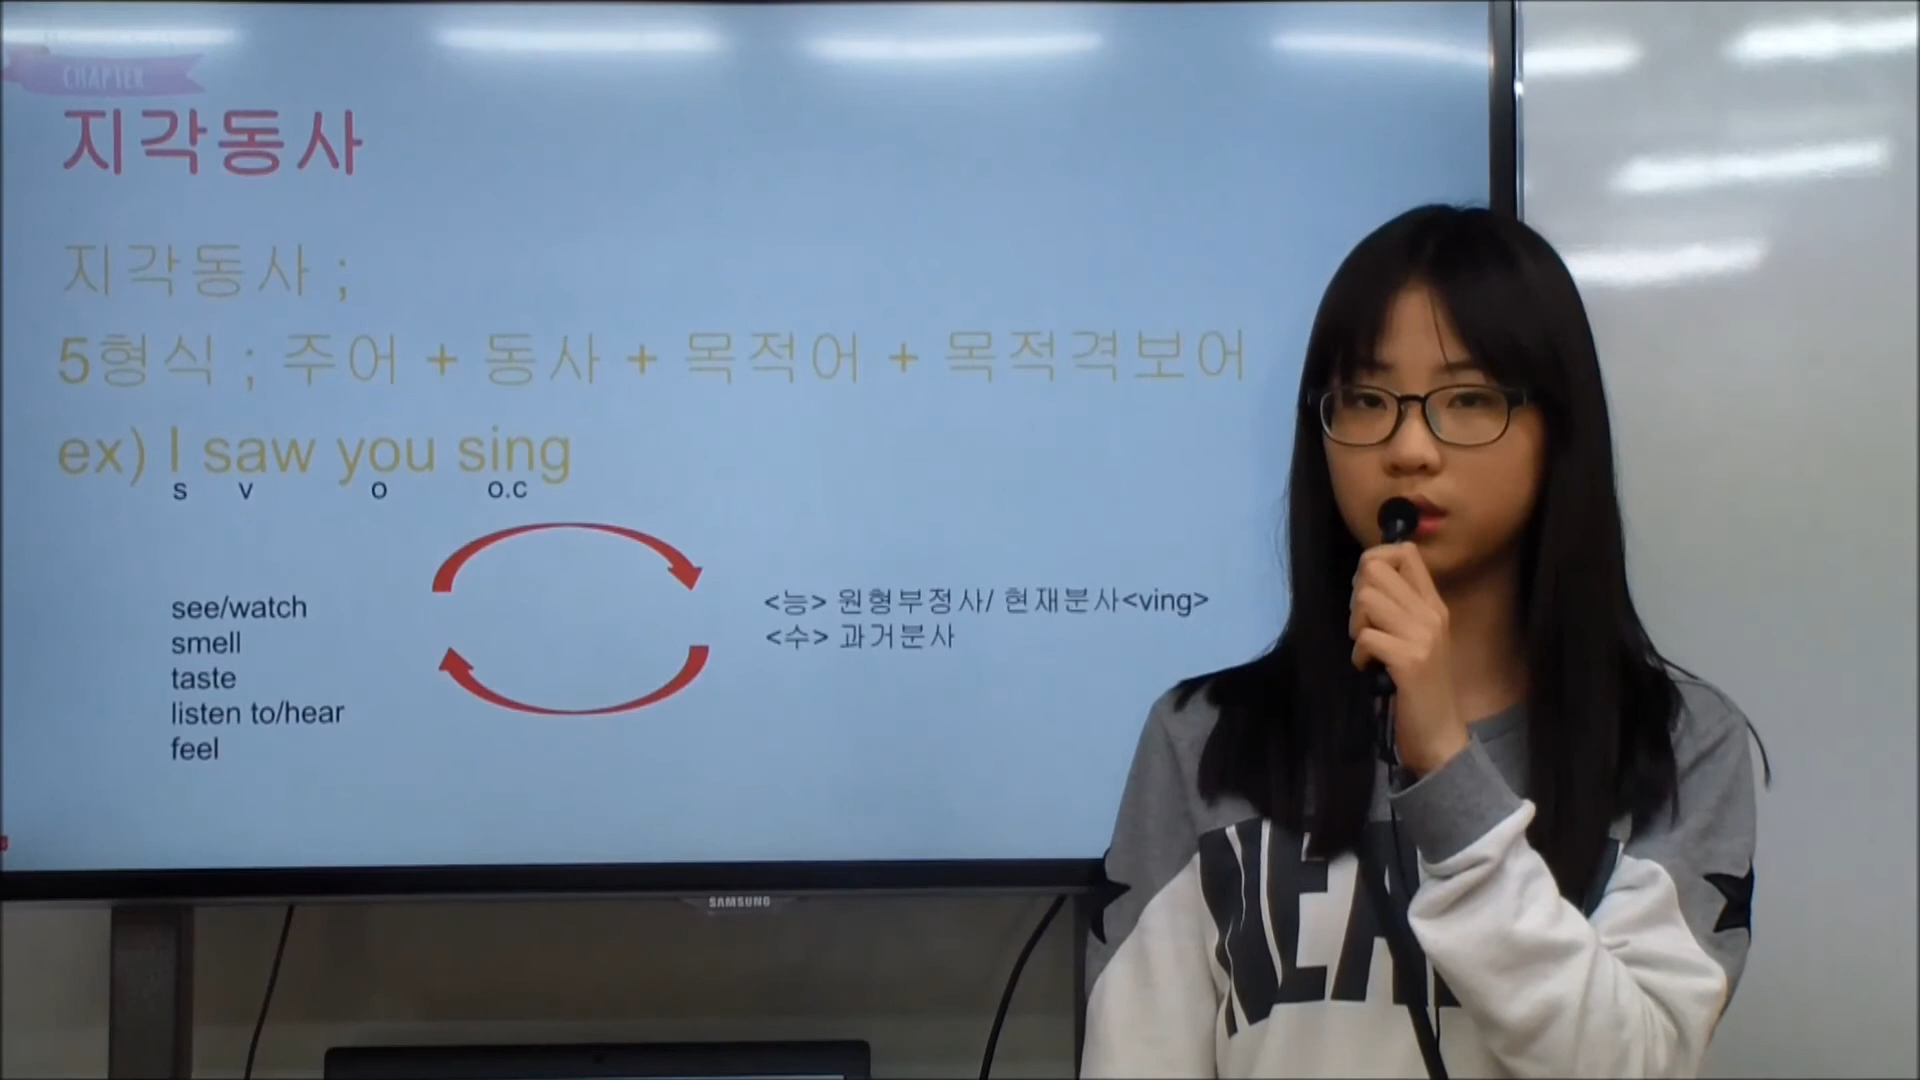 CHAPTER
지각동사
지각동사 ;
5형식 ; 주어 + 동사 + 목적어 + 목적격보어
ex) I saw you sing
s v o o.c
see/watch
smell
taste
listen to/hear
feel
<능> 원형부정사/ 현재분사<ving>
<수> 과거분사
SAMSUNG